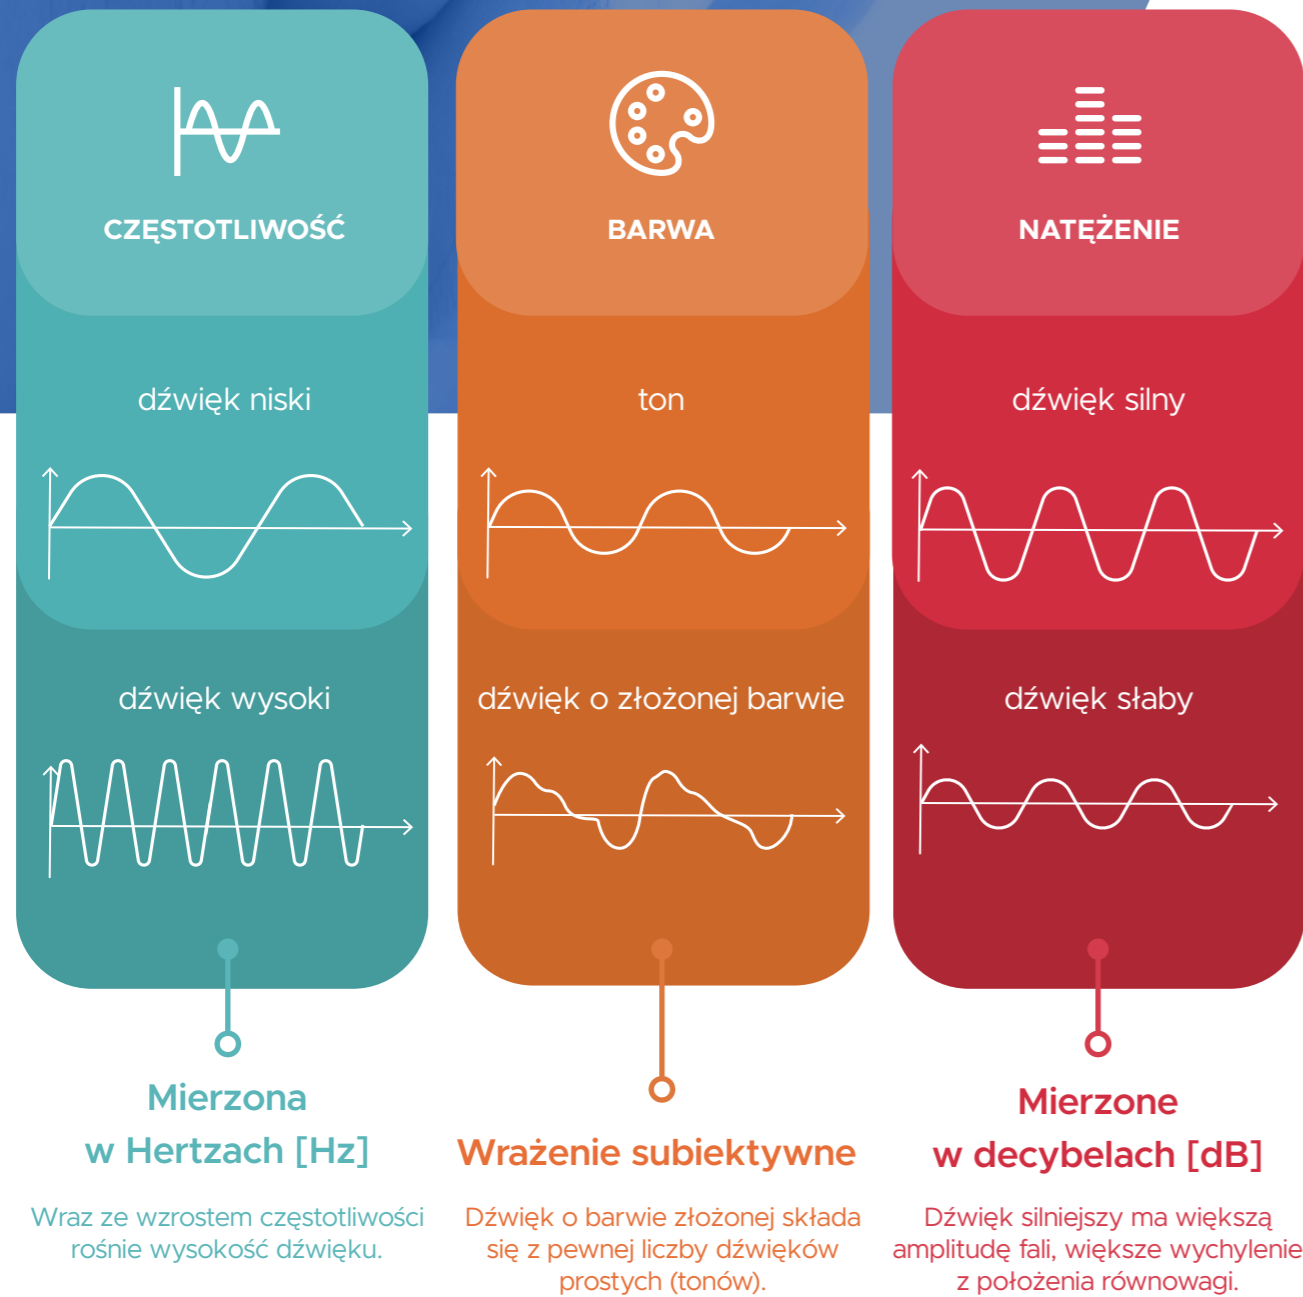 CZĘSTOTLIWOŚĆ
dźwięk niski
dźwięk wysoki
Mierzona
w Hertzach [Hz]
Wraz ze wzrostem częstotliwości
rośnie wysokość dźwięku.
BARWA
ton
dźwięk o złożonej barwie
Wrażenie subiektywne
Dźwięk o barwie złożonej składa
się z pewnej liczby dźwięków
prostych (tonów).
NATĘŻENIE
dźwięk silny
dźwięk słaby
Mierzone
w decybelach [dB]
Dźwięk silniejszy ma większą
amplitudę fali, większe wychylenie
z położenia równowagi.